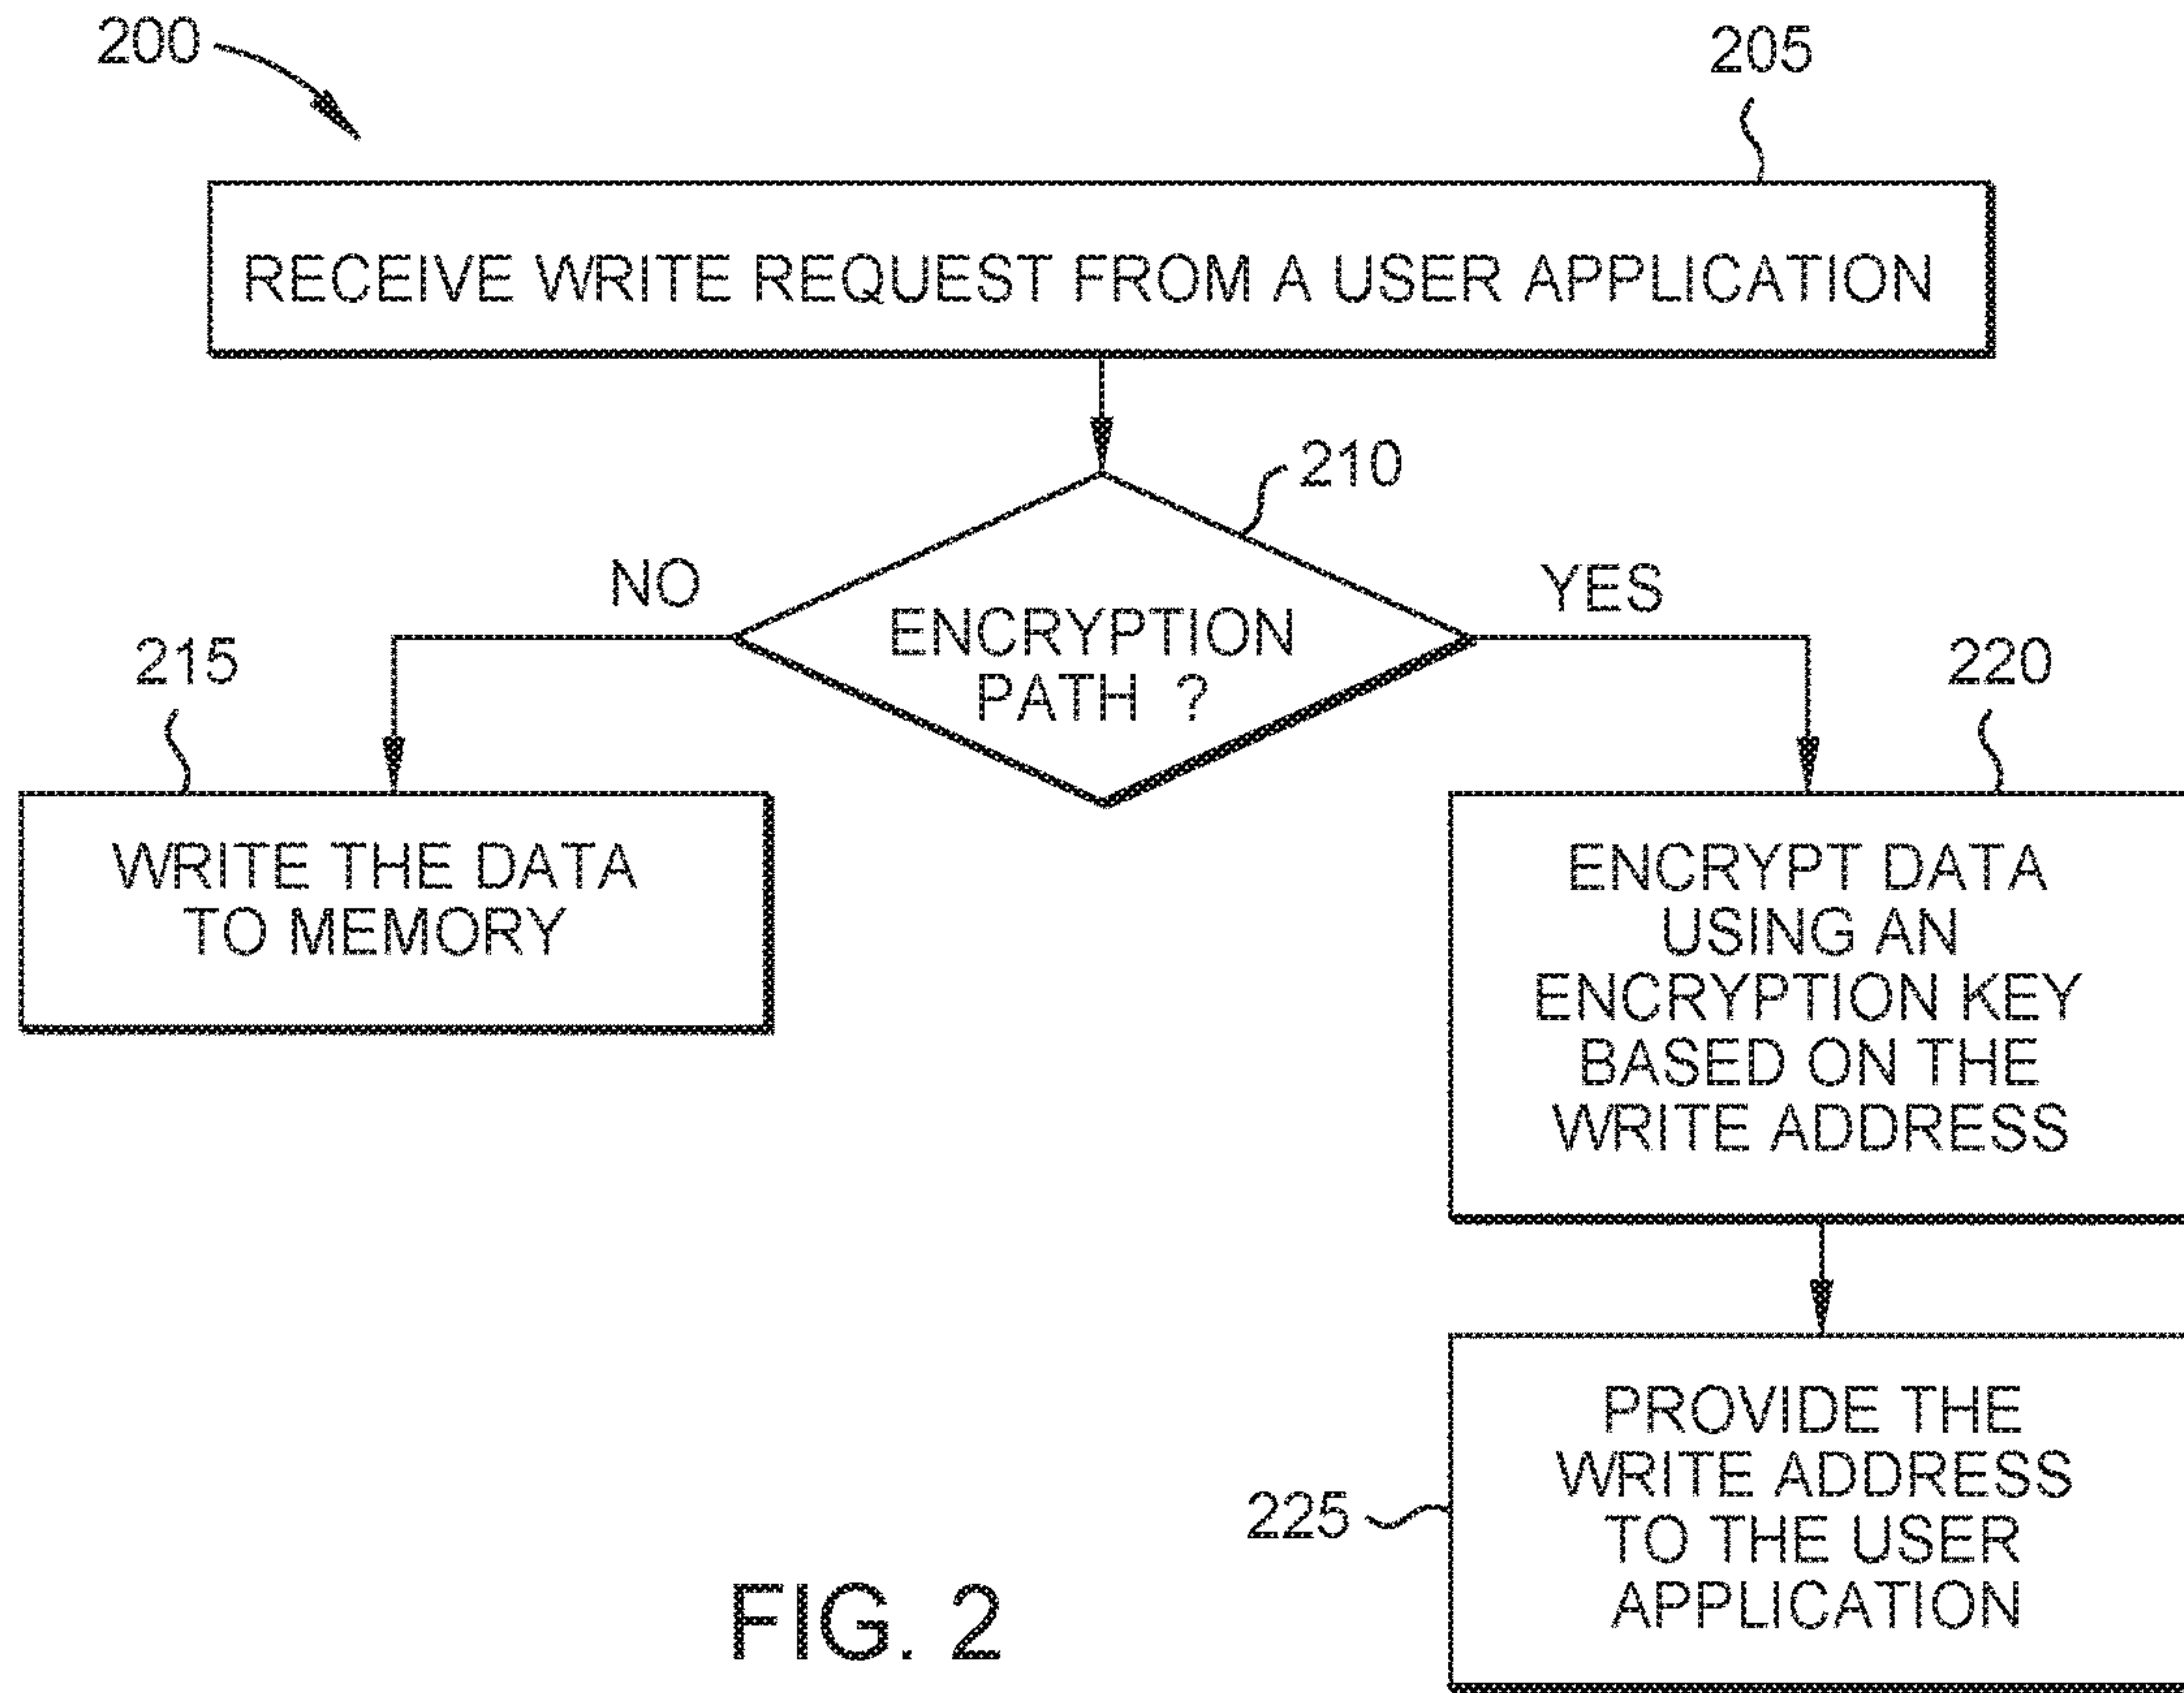 200
205
RECEIVE WRITE REQUEST FROM A USER APPLICATION
210
NO
YES
ENCRYPTION
PATH ?
215
220
WRITE THE DATA
TO MEMORY
ENCRYPT DATA
USING AN
ENCRYPTION KEY
BASED ON THE
WRITE ADDRESS
225
PROVIDE THE
WRITE ADDRESS
TO THE USER
APPLICATION
FIG. 2